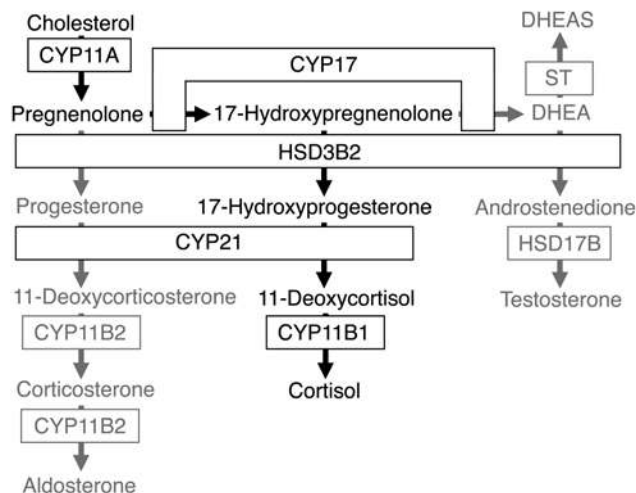 Cholesterol
DHEAS
CYP11A
CYP17
ST
Pregnenolone
17-Hydroxypregnenolone
DHEA
HSD3B2
Progesterone
17-Hydroxyprogesterone
Androstenedione
CYP21
HSD17B
11-Deoxycorticosterone
11-Deoxycortisol
Testosterone
CYP11B2
CYP11B1
Corticosterone
Cortisol
CYP11B2
Aldosterone